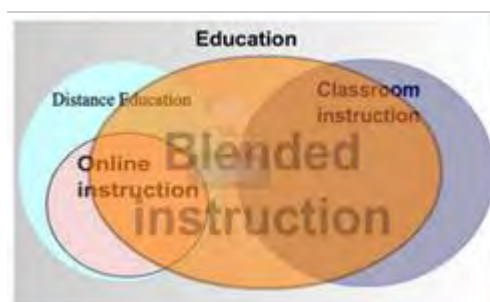 Education
Distance Education
Classroom
instruction
Online
instruction
Blended
instruction